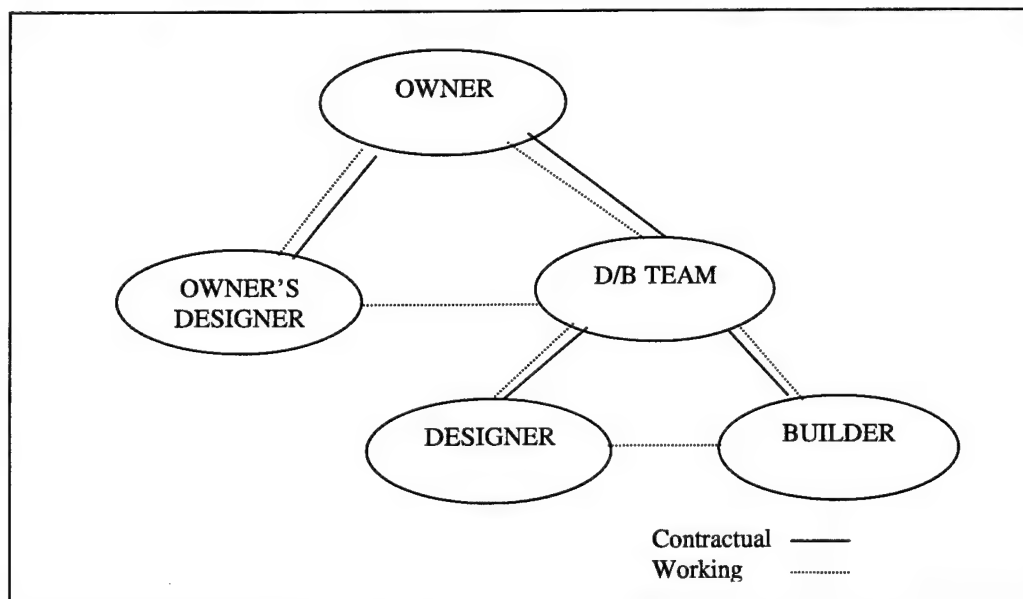 OWNER
OWNER'S
DESIGNER
D/B TEAM
DESIGNER
BUILDER
Contractual
Working